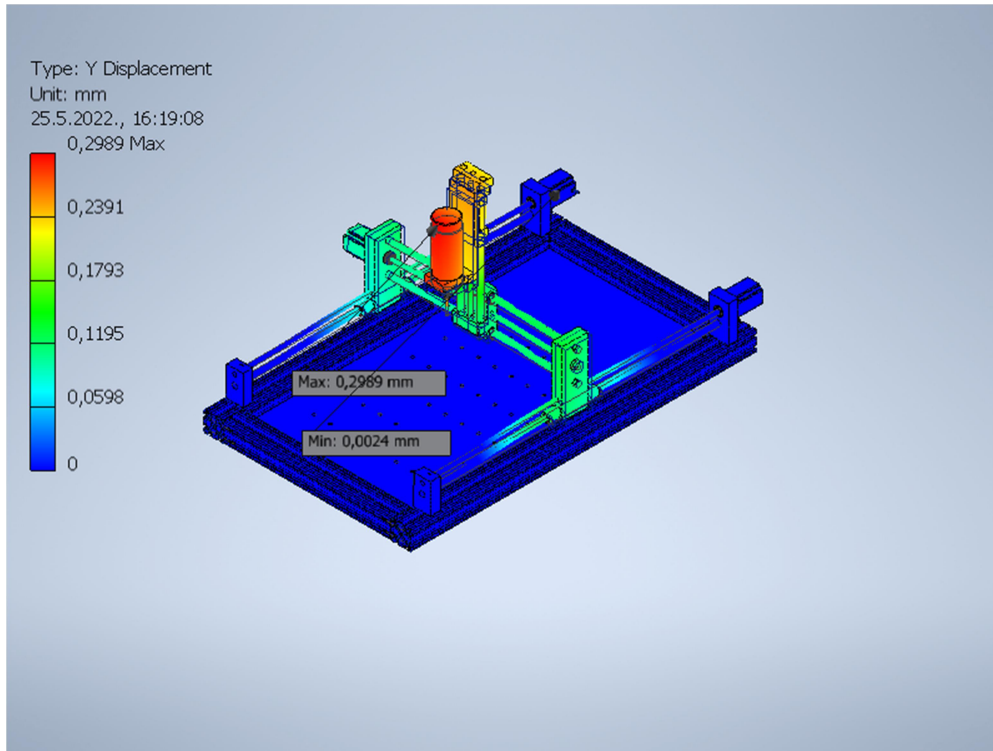 Type: Y Displacement
Unit: mm
25.5.2022., 16:19:08
0,2989 Max
0,2391
0,1793
0,1195
0,0598
0
Max: 0,2989 mm
Min: 0,0024 mm